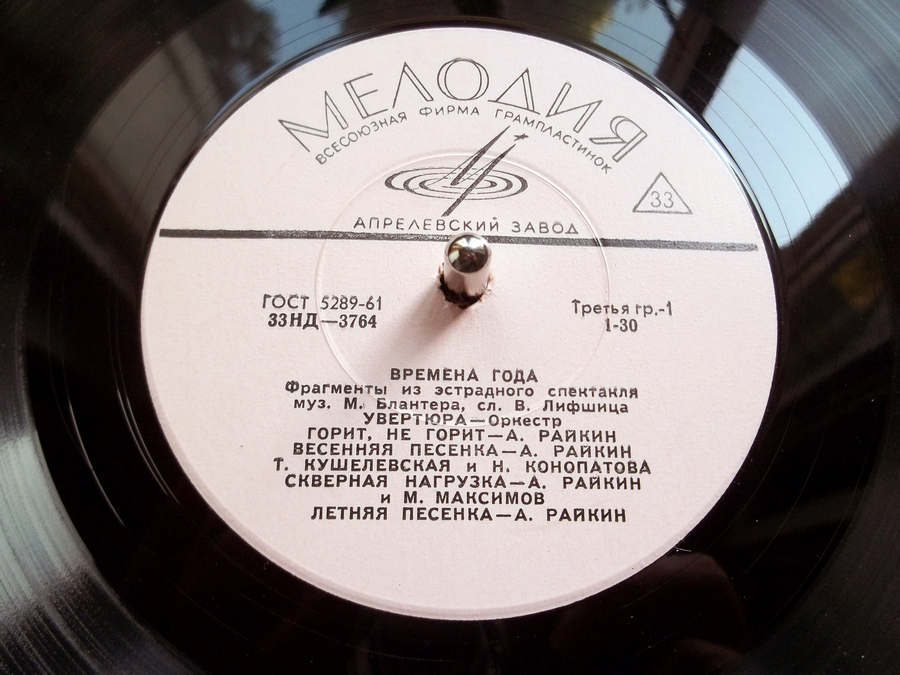 МЕЛОДИЯ
ВСЕСОЮЗНАЯ ФИРМА ГРАМПЛАСТИНОК
33
АПРЕЛЕВСКИЙ ЗАВОД
ГОСТ 5289-61
33НД—3764
Третья гр.-1
1-30
ВРЕМЕНА ГОДА
Фрагменты из эстрадного спектакля
муз. М. Блантера, сл. В. Лифшица
УВЕРТЮРА—Оркестр
ГОРИТ, НЕ ГОРИТ—А. РАЙКИН
ВЕСЕННЯЯ ПЕСЕНКА—А. РАЙКИН
Т. КУШЕЛЕВСКАЯ и Н. КОНОПАТОВА
СКВЕРНАЯ НАГРУЗКА—А. РАЙКИН
и М. МАКСИМОВ
ЛЕТНЯЯ ПЕСЕНКА—А. РАЙКИН